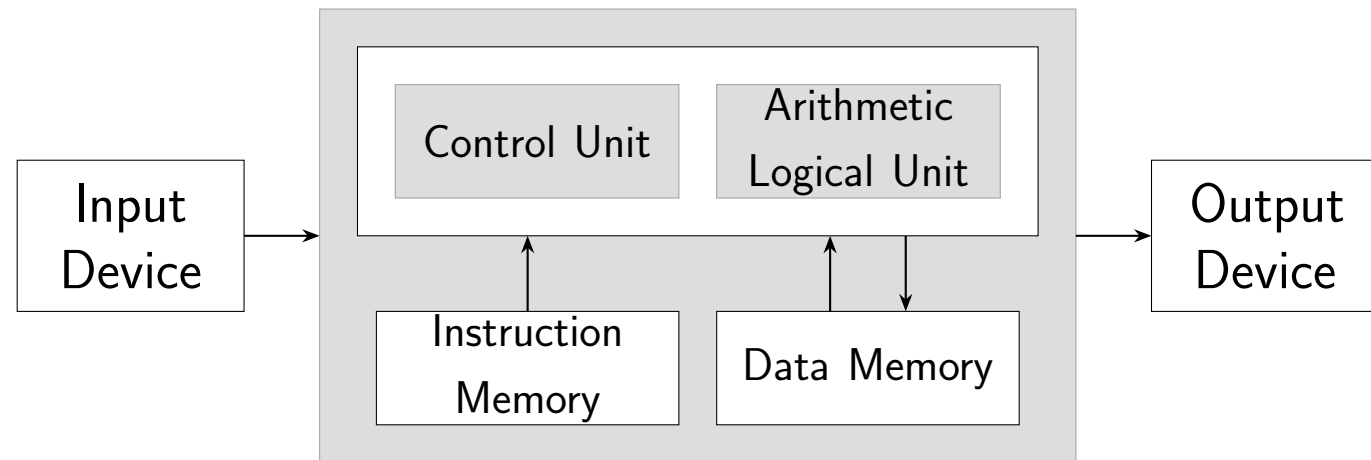 Input
Device
Control Unit
Arithmetic
Logical Unit
Instruction
Memory
Data Memory
Output
Device